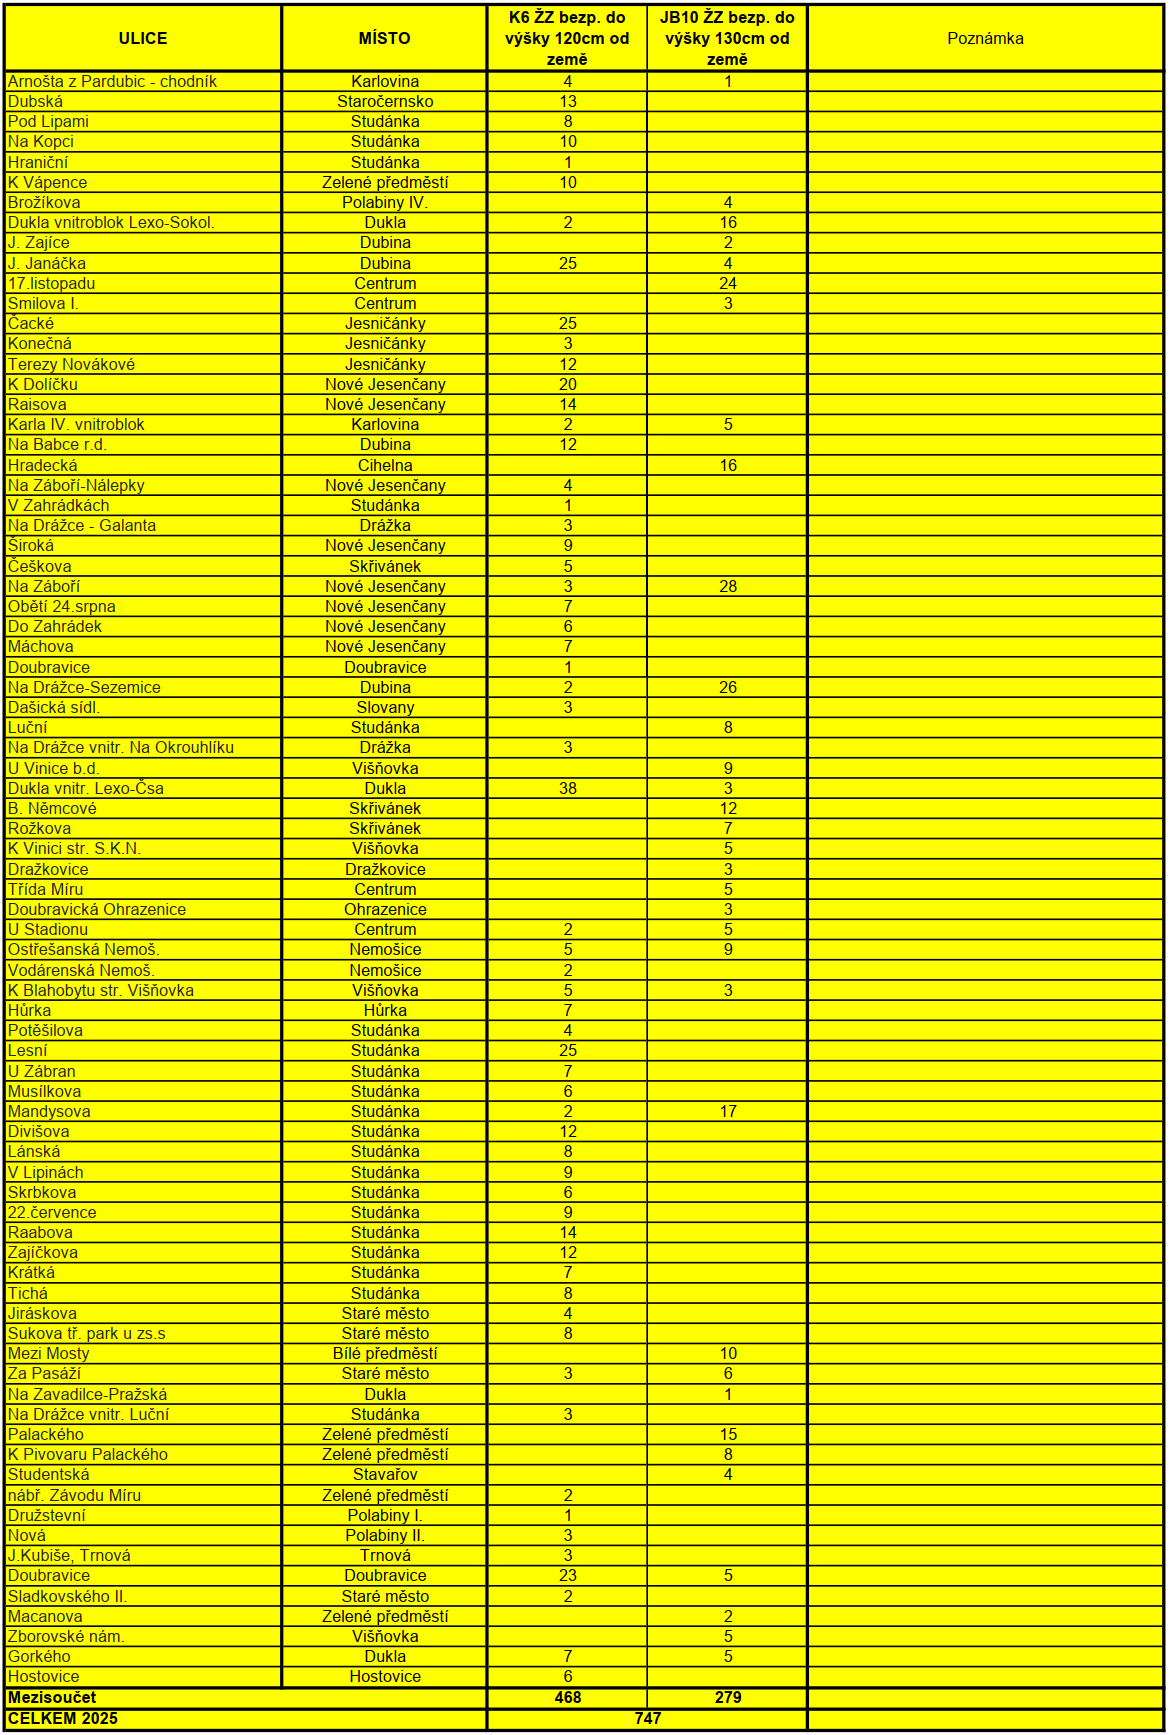 ULICE MÍSTO K6 ŽZ bezp. do výšky 120cm od země JB10 ŽZ bezp. do výšky 130cm od země Poznámka
Arnošta z Pardubic - chodník Karlovina 4 1
Dubská Staročernsko 13
Pod Lipami Studánka 8
Na Kopci Studánka 10
Hraniční Studánka 1
K Vápence Zelené předměstí 10
Brožíkova Polabiny IV. 4
Dukla vnitroblok Lexo-Sokol. Dukla 2 16
J. Zajíce Dubina 2
J. Janáčka Dubina 25 4
17.listopadu Centrum 24
Smilova I. Centrum 3
Čacké Jesničánky 25
Konečná Jesničánky 3
Terezy Novákové Jesničánky 12
K Dolíčku Nové Jesenčany 20
Raisova Nové Jesenčany 14
Karla IV. vnitroblok Karlovina 2 5
Na Babce r.d. Dubina 12
Hradecká Cihelna 16
Na Záboří-Nálepky Nové Jesenčany 4
V Zahrádkách Studánka 1
Na Drážce - Galanta Drážka 3
Široká Nové Jesenčany 9
Češkova Skřivánek 5
Na Záboří Nové Jesenčany 3 28
Obětí 24.srpna Nové Jesenčany 7
Do Zahrádek Nové Jesenčany 6
Máchova Nové Jesenčany 7
Doubravice Doubravice 1
Na Drážce-Sezemice Dubina 2 26
Dašická sídl. Slovany 3
Luční Studánka 8
Na Drážce vnitr. Na Okrouhlíku Drážka 3
U Vinice b.d. Višňovka 9
Dukla vnitr. Lexo-Čsa Dukla 38 3
B. Němcové Skřivánek 12
Rožkova Skřivánek 7
K Vinici str. S.K.N. Višňovka 5
Dražkovice Dražkovice 3
Třída Míru Centrum 5
Doubravická Ohrazenice Ohrazenice 3
U Stadionu Centrum 2 5
Ostřešanská Nemoš. Nemošice 5 9
Vodárenská Nemoš. Nemošice 2
K Blahobytu str. Višňovka Višňovka 5 3
Hůrka Hůrka 7
Potěšilova Studánka 4
Lesní Studánka 25
U Zábran Studánka 7
Musílkova Studánka 6
Mandysova Studánka 2 17
Divišova Studánka 12
Lánská Studánka 8
V Lipinách Studánka 9
Skrbkova Studánka 6
22.července Studánka 9
Raabova Studánka 14
Zajíčkova Studánka 12
Krátká Studánka 7
Tichá Studánka 8
Jiráskova Staré město 4
Sukova tř. park u zs.s Staré město 8
Mezi Mosty Bílé předměstí 10
Za Pasáží Staré město 3 6
Na Zavadilce-Pražská Dukla 1
Na Drážce vnitr. Luční Studánka 3
Palackého Zelené předměstí 15
K Pivovaru Palackého Zelené předměstí 8
Studentská Stavařov 4
nábř. Závodu Míru Zelené předměstí 2
Družstevní Polabiny I. 1
Nová Polabiny II. 3
J.Kubiše, Trnová Trnová 3
Doubravice Doubravice 23 5
Sladkovského II. Staré město 2
Macanova Zelené předměstí 2
Zborovské nám. Višňovka 5
Gorkého Dukla 7 5
Hostovice Hostovice 6
Mezisoučet 468 279
CELKEM 2025 747